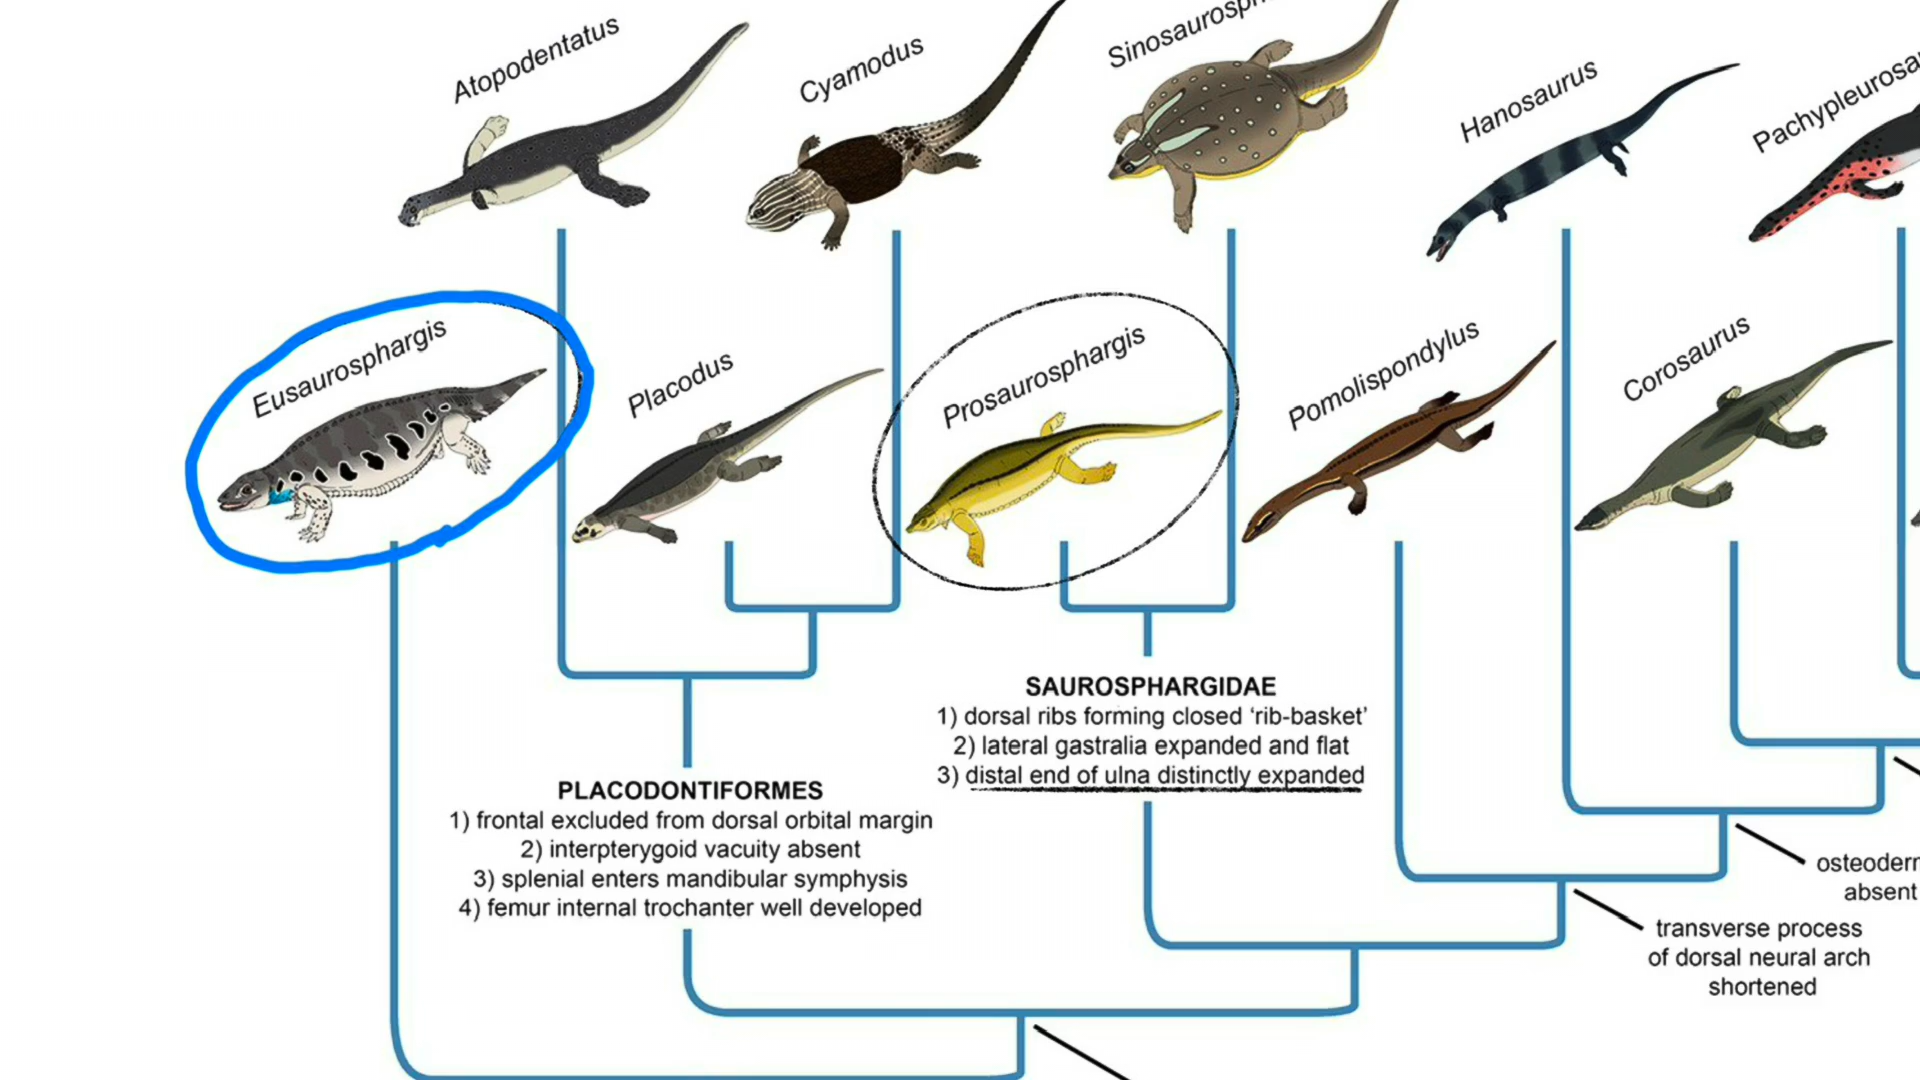 Atopodentatus
Cyamodus
Hanosaurus
Eusaurosphargis
Placodus
Prosaurosphargis
Pomolispondylus
Corosaurus
SAUROSPHARGIDAE
1) dorsal ribs forming closed ‘rib-basket’
2) lateral gastralia expanded and flat
3) distal end of ulna distinctly expanded
PLACODONTIFORMES
1) frontal excluded from dorsal orbital margin
2) interpterygoid vacuity absent
3) splenial enters mandibular symphysis
4) femur internal trochanter well developed
absent
transverse process
of dorsal neural arch
shortened